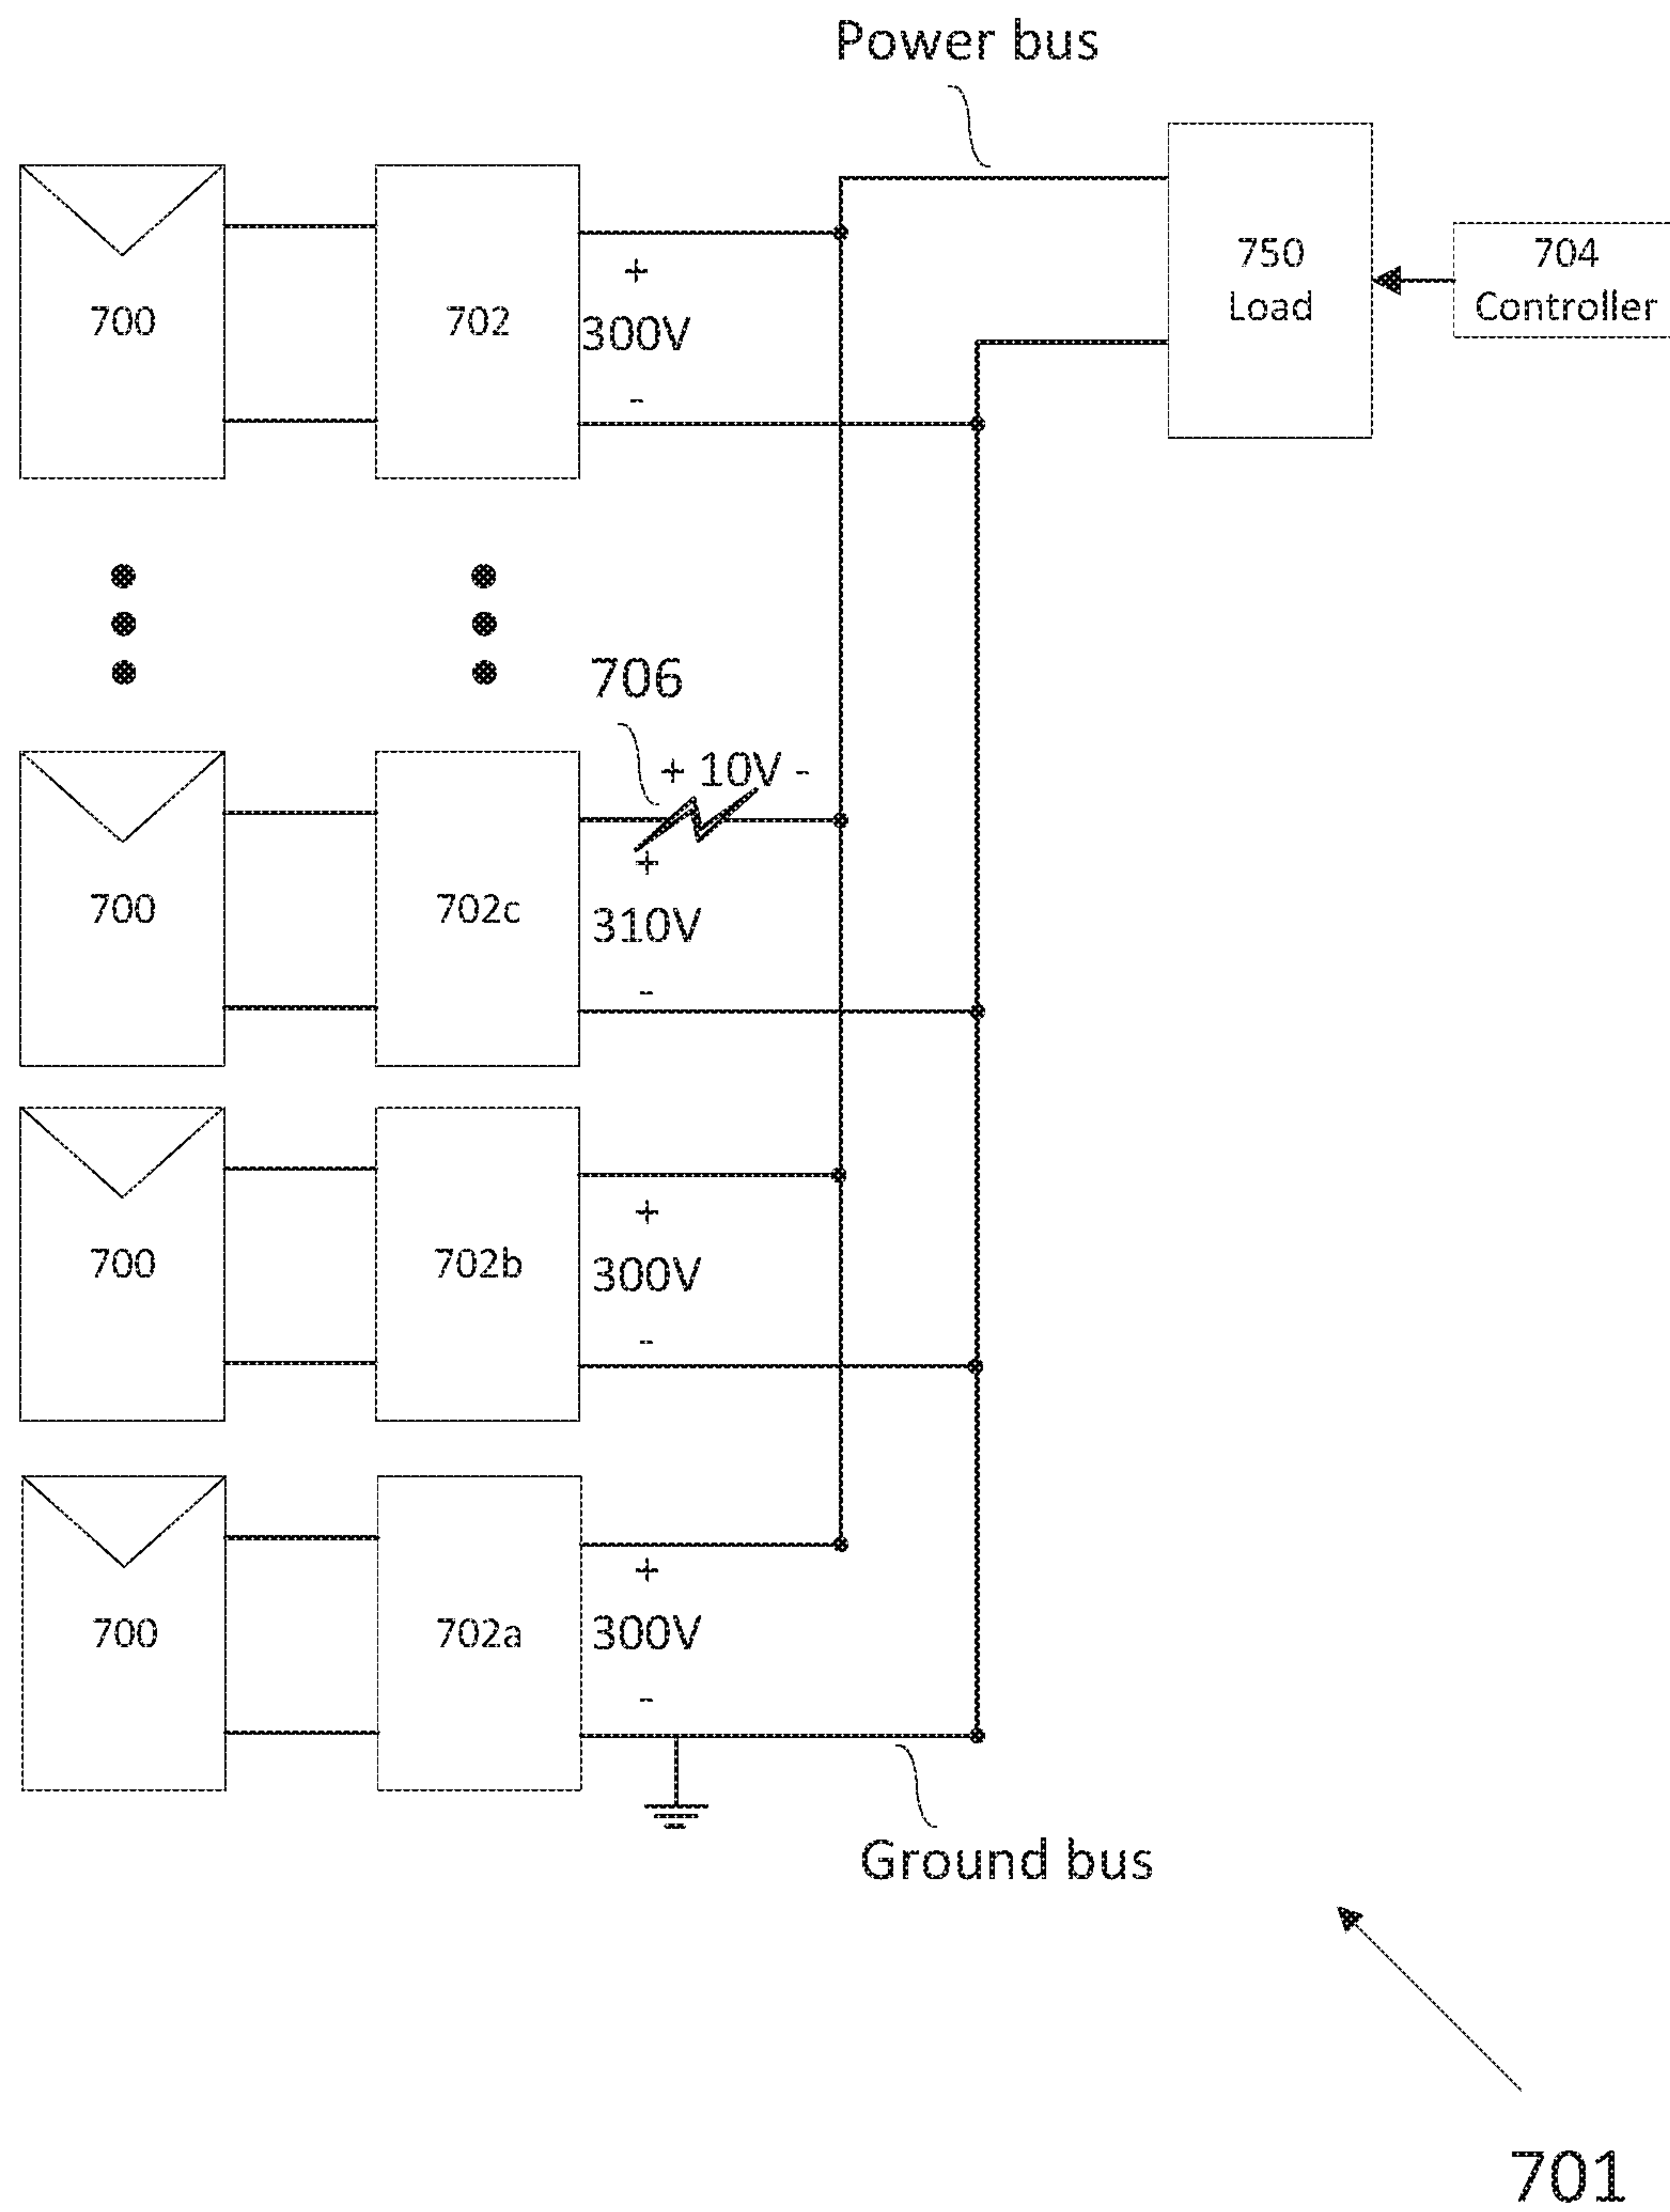 Power bus
700
702
+
300V
-
750
Load
704
Controller
706
+ 10V -
700
702c
+
310V
-
700
702b
+
300V
-
700
702a
+
300V
-
Ground bus
701